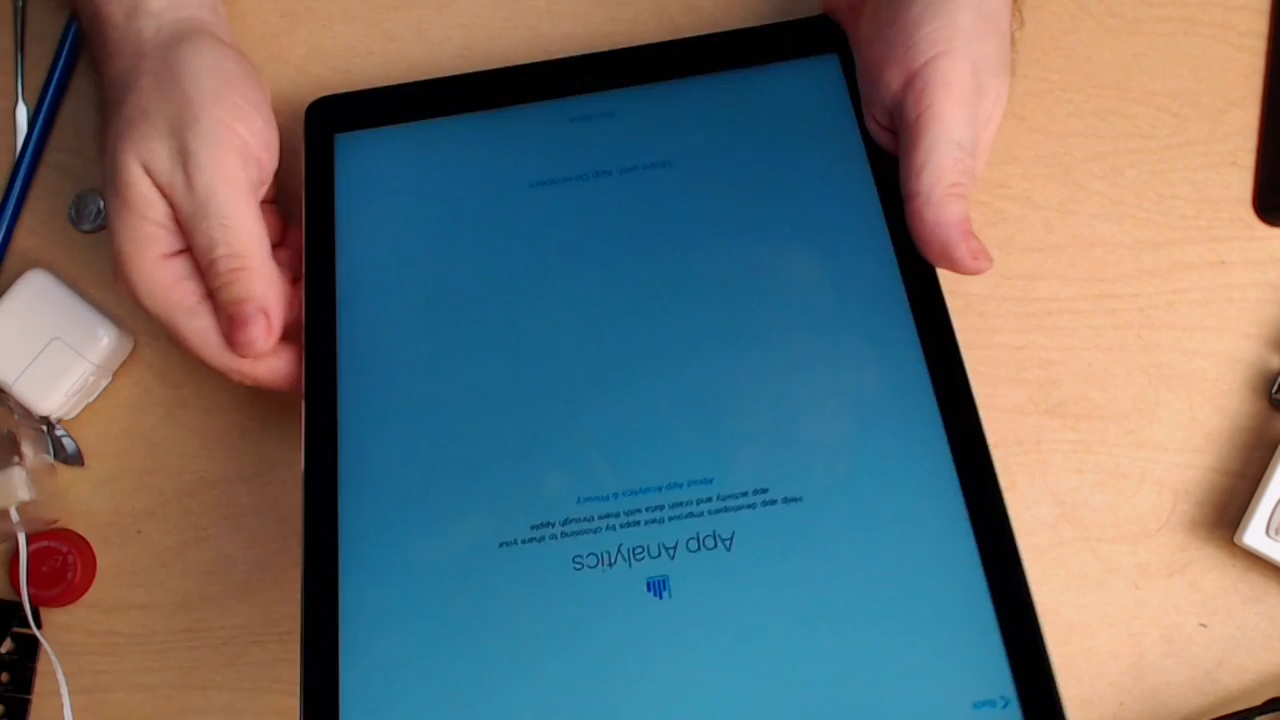 Back
App Analytics
Help app developers improve their apps by choosing to share your
app activity and crash data with them through Apple
About App Analytics & Privacy
Share with App Developers